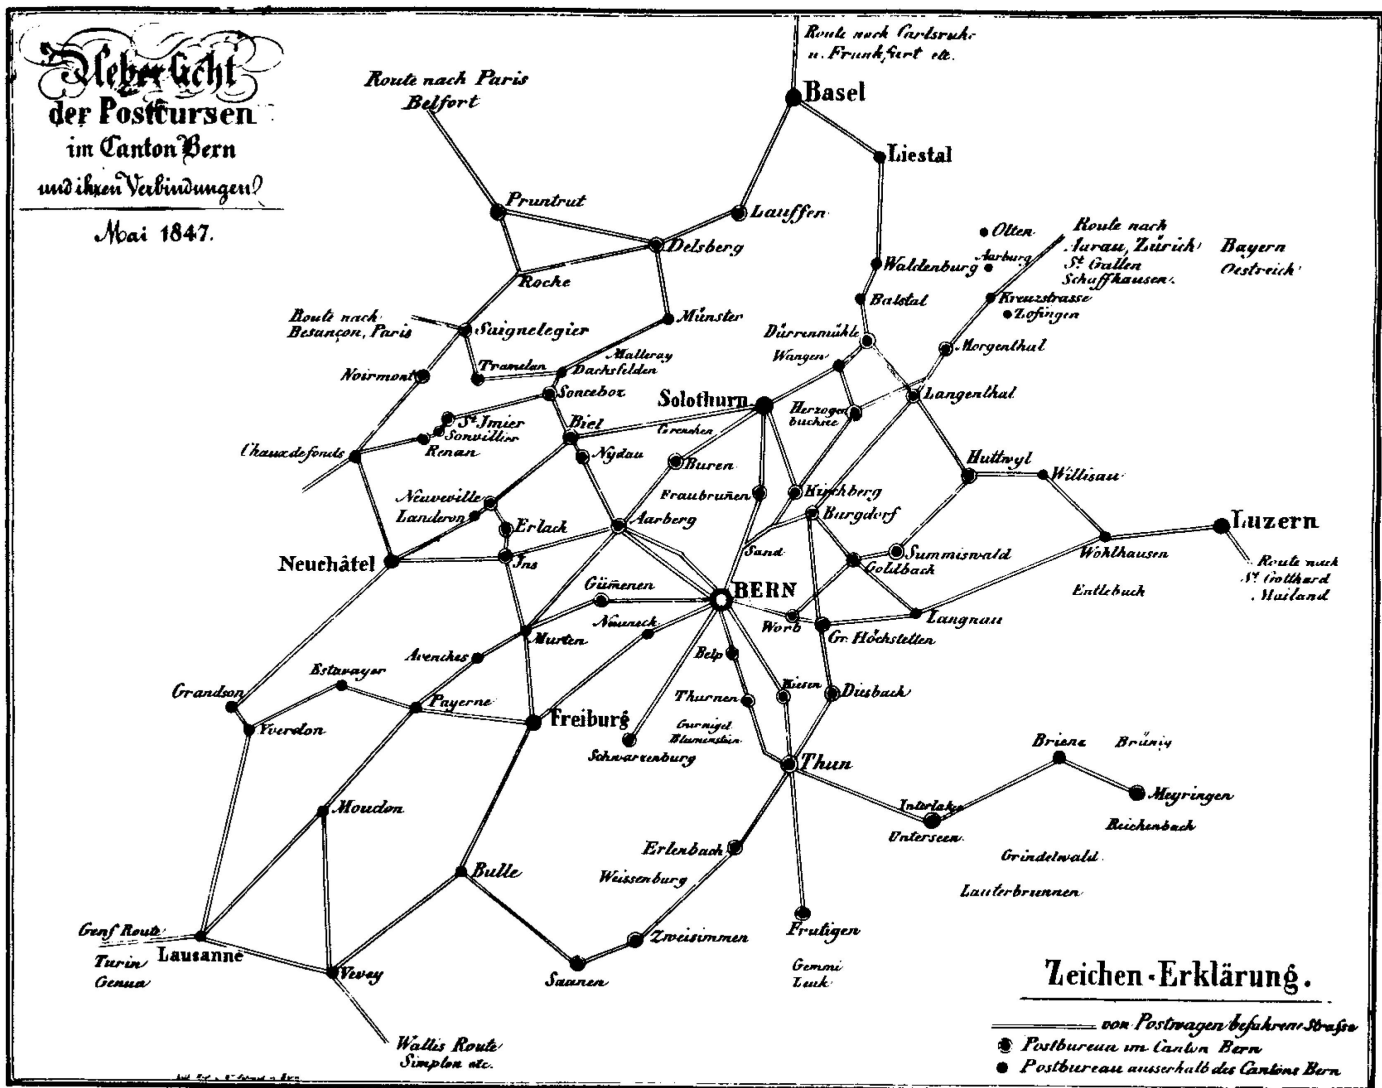 Uebersicht
der Postcursen
im Canton Bern
und ihren Verbindungen
Mai 1847.
Route nach Carlsruhe
u. Frankfurt etc.
Route nach Paris
Belfort
Basel
Liestal
Pruntrut
Lauffen
Delsberg
Olten
Aarburg
Route nach
Aarau, Zürich
St. Gallen
Schaffhausen.
Bayern
Oestreich
Waldenburg
Roche
Balstal
Kreuzstrasse
Zofingen
Route nach
Besançon, Paris
Saignelegier
Münster
Dürrenmühle
Morgenthal
Malleray
Wangen
Noirmont
Tramelan
Dachsfelden
Sonceboz
Solothurn
Herzogen
buchsee
Langenthal
St. Imier
Sonvillier
Renan
Biel
Grenchen
Chauxdefonds
Nydau
Buren
Huttwyl
Willisau
Neuveville
Landeron
Fraubrunnen
Kirchberg
Erlach
Aarberg
Burgdorf
Luzern
Neuchâtel
Ins
Sand
Summiswald
Goldbach
Wohlhausen
Route nach
St. Gotthard
Mailand
Gümenen
BERN
Entlebuch
Neuneck
Worb
Langnau
Murten
Gr. Höchstetten
Avenches
Belp
Estavayer
Grandson
Payerne
Thurnen
Kiesen
Diesbach
Freiburg
Yverdon
Gurnigel
Blumenstein
Schwarzenburg
Thun
Brienz
Brünig
Meyringen
Moudon
Interlaken
Unterseen
Reichenbach
Erlenbach
Grindelwald
Bulle
Weissenburg
Lauterbrunnen
Genf Route
Turin
Genua
Lausanne
Zweisimmen
Frutigen
Vevey
Saanen
Gemmi
Leuk
Wallis Route
Simplon etc.
Zeichen-Erklärung.
von Postwagen befahrene Straße
Postbureau im Canton Bern
Postbureau ausserhalb des Cantons Bern